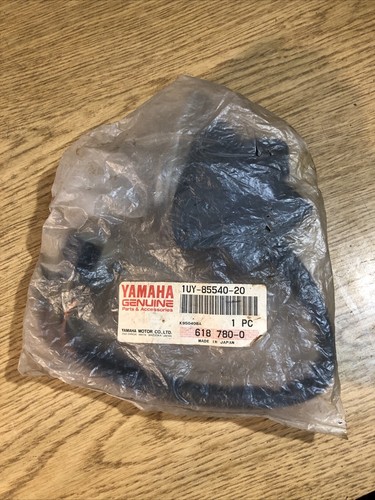 YAMAHA
GENUINE
Parts & Accessories
1UY-85540-20
1 PC
YAMAHA MOTOR CO., LTD.
618 780-0
MADE IN JAPAN